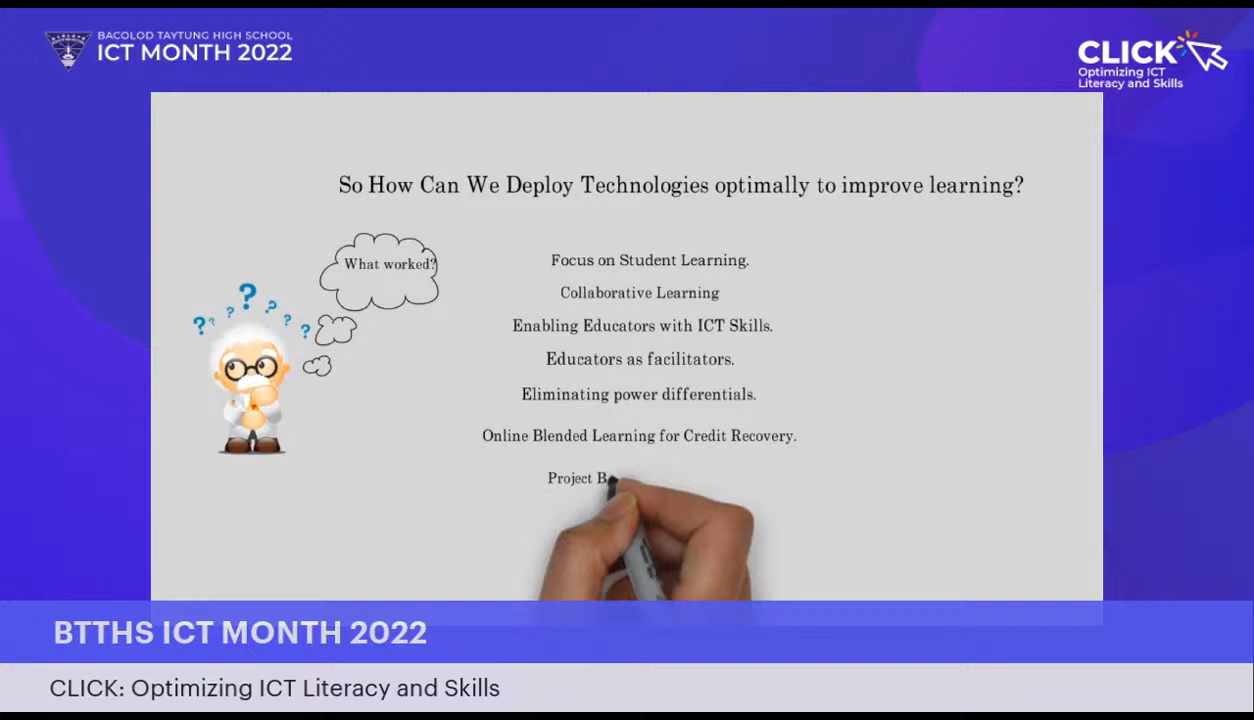 BACOLOD TAYTUNG HIGH SCHOOL
ICT MONTH 2022
CLICK
Optimizing ICT
Literacy and Skills
So How Can We Deploy Technologies optimally to improve learning?
What worked?
Focus on Student Learning.
Collaborative Learning
Enabling Educators with ICT Skills.
Educators as facilitators.
Eliminating power differentials.
Online Blended Learning for Credit Recovery.
Project B
BTTHS ICT MONTH 2022
CLICK: Optimizing ICT Literacy and Skills